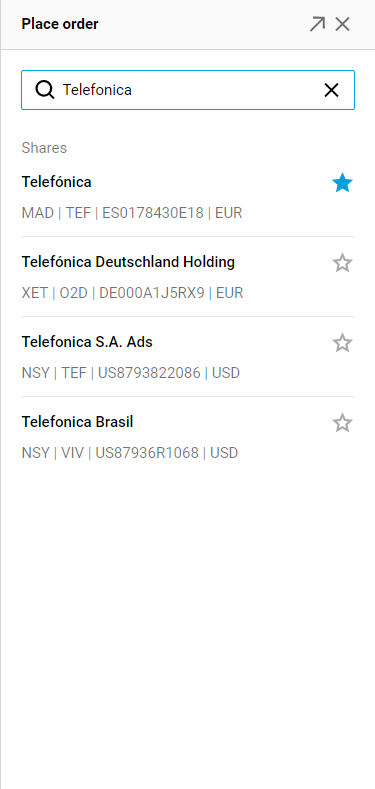 Place order
Telefonica
Shares
Telefónica
MAD | TEF | ES0178430E18 | EUR
Telefónica Deutschland Holding
XET | O2D | DE000A1J5RX9 | EUR
Telefonica S.A. Ads
NSY | TEF | US8793822086 | USD
Telefonica Brasil
NSY | VIV | US87936R1068 | USD